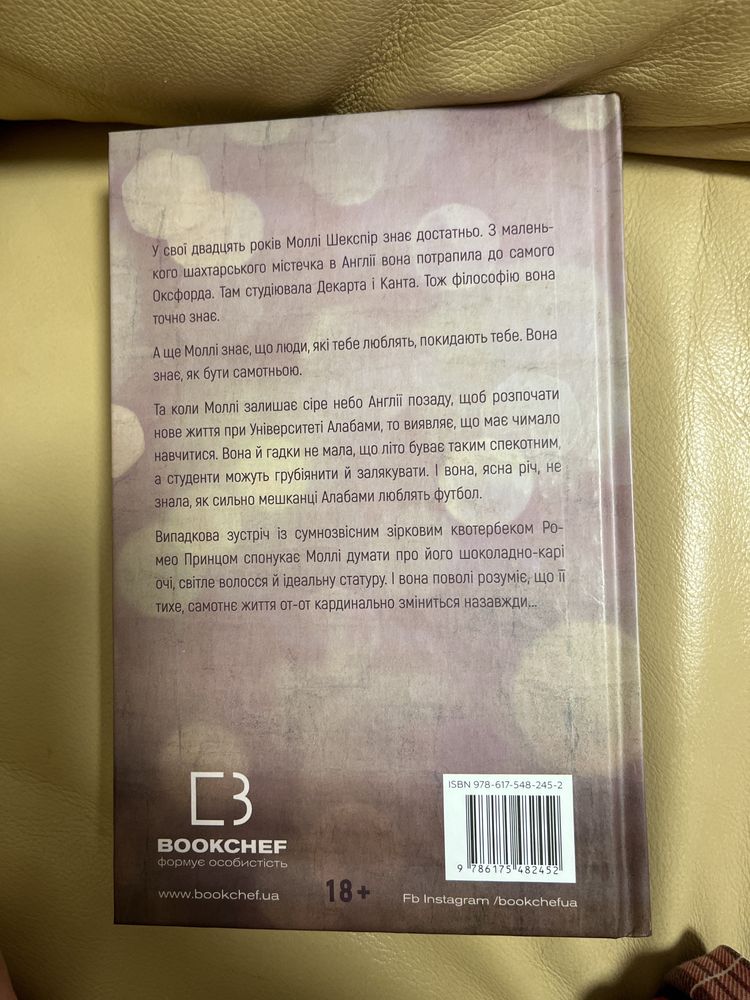 У свої двадцять років Моллі Шекспір знає достатньо. З малень-
кого шахтарського містечка в Англії вона потрапила до самого
Оксфорда. Там студіювала Декарта і Канта. Тож філософію вона
точно знає.
А ще Моллі знає, що люди, які тебе люблять, покидають тебе. Вона
знає, як бути самотньою.
Та коли Моллі залишає сіре небо Англії позаду, щоб розпочати
нове життя при Університеті Алабами, то виявляє, що має чимало
навчитися. Вона й гадки не мала, що літо буває таким спекотним,
а студенти можуть грубіянити й залякувати. І вона, ясна річ, не
знала, як сильно мешканці Алабами люблять футбол.
Випадкова зустріч із сумнозвісним зірковим квотербеком Ро-
мео Принцом спонукає Моллі думати про його шоколадно-карі
очі, світле волосся й ідеальну статуру. І вона поволі розуміє, що її
тихе, самотнє життя от-от кардинально зміниться назавжди...
BOOKCHEF
формує особистість
www.bookchef.ua
18+
ISBN 978-617-548-245-2
9 786175 482452
Fb Instagram /bookchefua